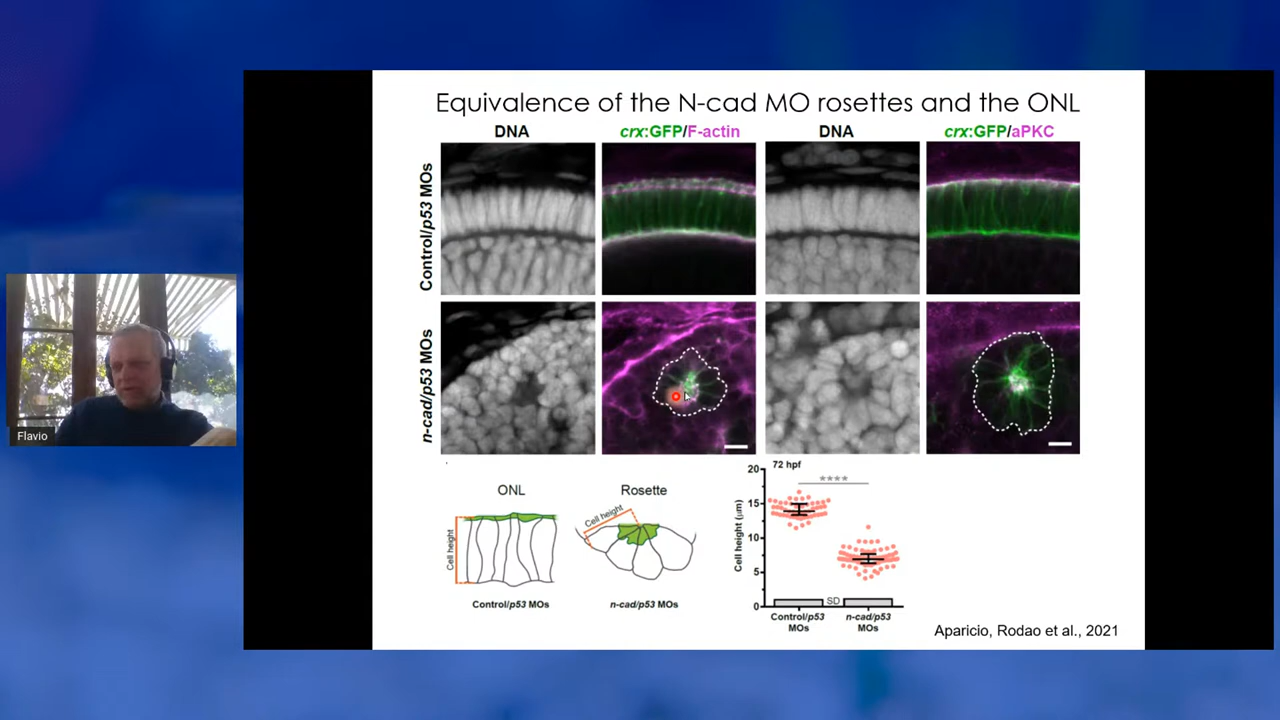 Equivalence of the N-cad MO rosettes and the ONL
DNA
crx:GFP/F-actin
DNA
crx:GFP/aPKC
Control/p53 MOs
n-cad/p53 MOs
Flavio
ONL
Rosette
Cell height
Cell height
Control/p53 MOs
n-cad/p53 MOs
72 hpf
****
Cell height (µm)
20
15
10
5
0
SD
Control/p53
MOs
n-cad/p53
MOs
Aparicio, Rodao et al., 2021